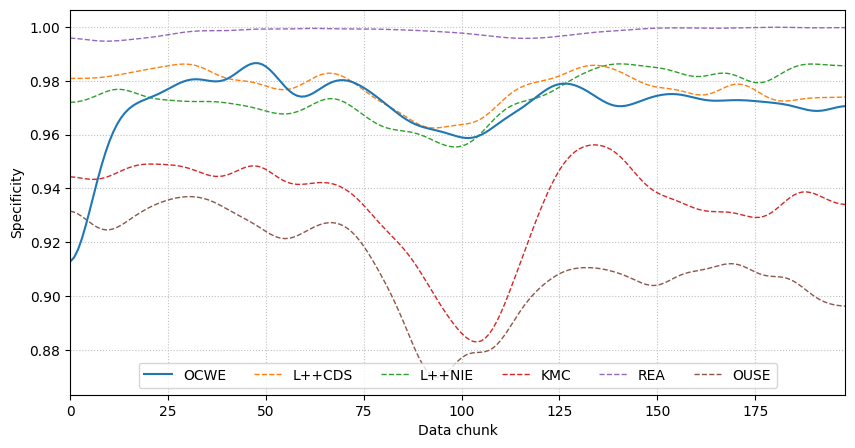 1.00
0.98
0.96
0.94
0.92
0.90
0.88
Specificity
OCWE L++CDS L++NIE KMC REA OUSE
0 25 50 75 100 125 150 175
Data chunk